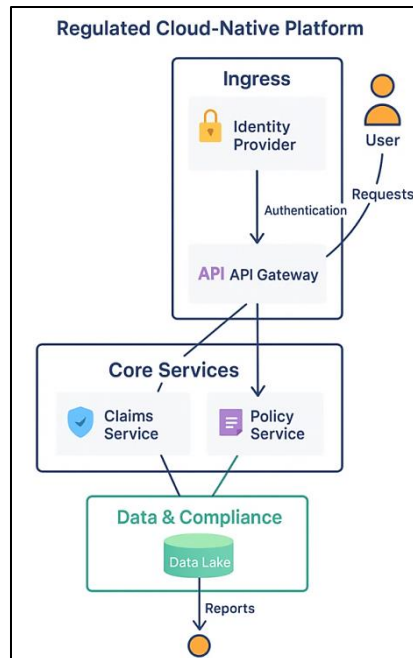 Regulated Cloud-Native Platform
Ingress
Identity
Provider
User
Authentication
Requests
API API Gateway
Core Services
Claims
Service
Policy
Service
Data & Compliance
Data Lake
Reports